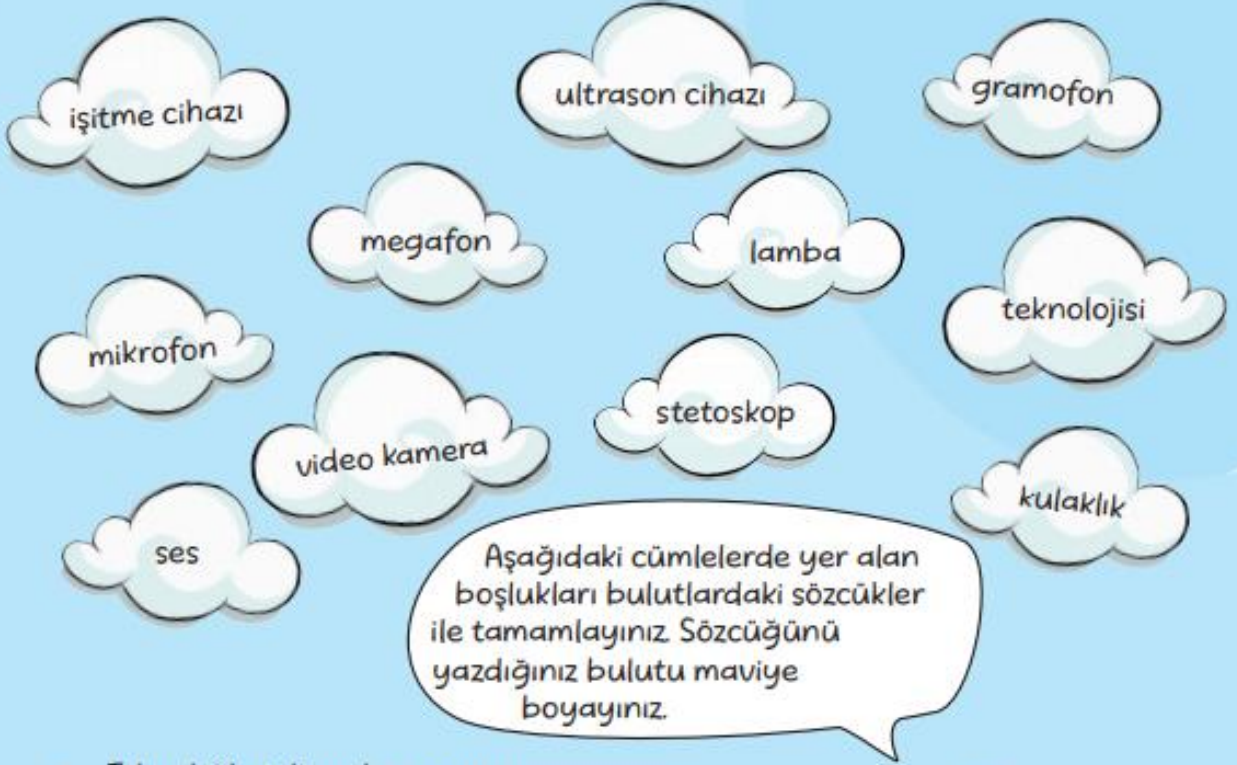 işitme cihazı
ultrason cihazı
gramofon
megafon
lamba
teknolojisi
mikrofon
stetoskop
video kamera
kulaklık
ses
Aşağıdaki cümlelerde yer alan
boşlukları bulutlardaki sözcükler
ile tamamlayınız. Sözcüğünü
yazdığınız bulutu maviye
boyayınız.